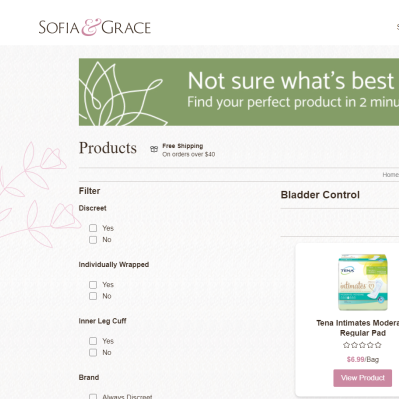 SOFIA & GRACE
Not sure what's best
Find your perfect product in 2 minu
Products
Free Shipping
On orders over $40
Home
Filter
Bladder Control
Discreet
Yes
No
Individually Wrapped
Yes
No
TENA
intimates
Inner Leg Cuff
Tena Intimates Modera
Regular Pad
Yes
No
$6.99/Bag
View Product
Brand
Always Discreet